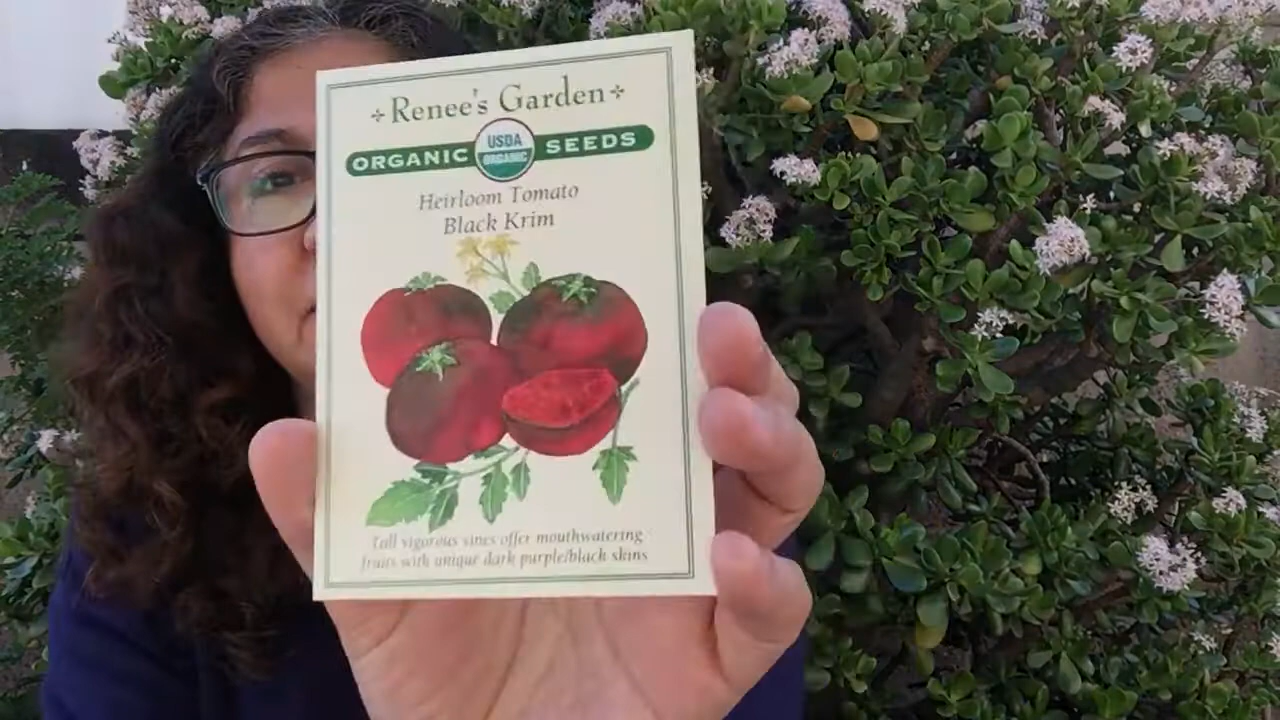 Renee's Garden
ORGANIC USDA ORGANIC SEEDS
Heirloom Tomato
Black Krim
Tall vigorous vines offer mouthwatering
fruits with unique dark purple/black skins